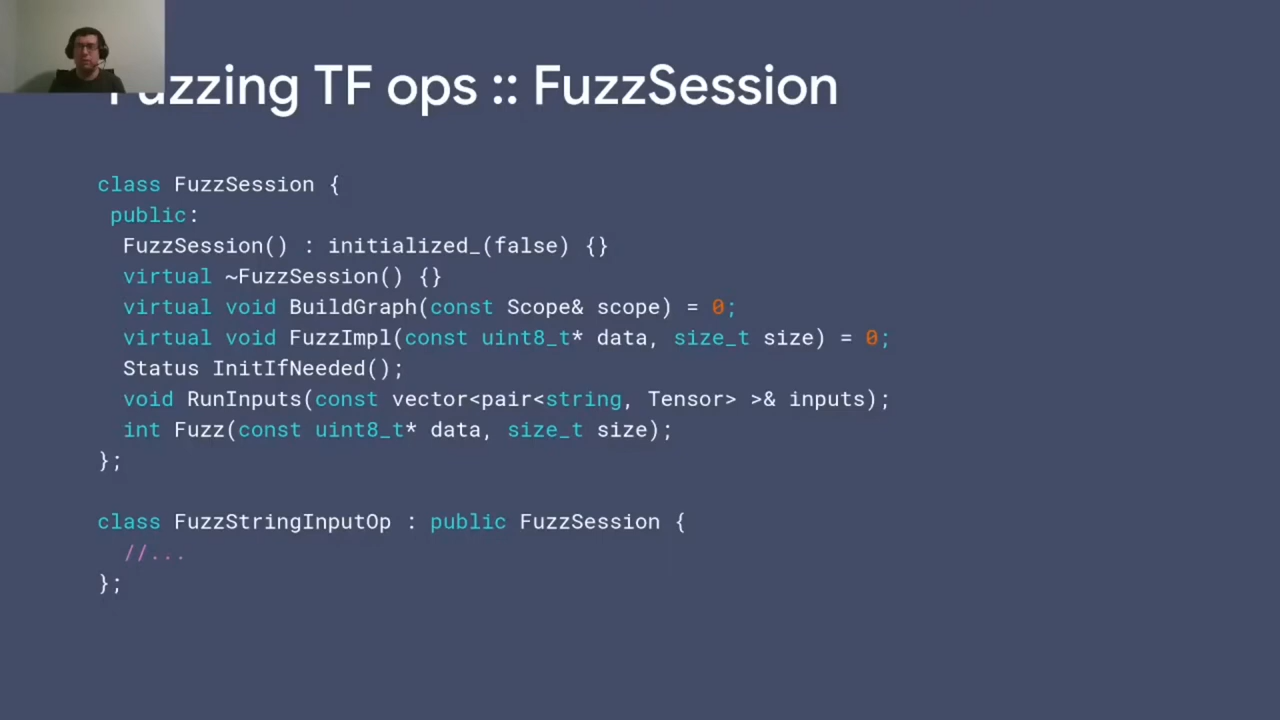 Fuzzing TF ops :: FuzzSession
class FuzzSession {
public:
FuzzSession() : initialized_(false) {}
virtual ~FuzzSession() {}
virtual void BuildGraph(const Scope& scope) = 0;
virtual void FuzzImpl(const uint8_t* data, size_t size) = 0;
Status InitIfNeeded();
void RunInputs(const vector<pair<string, Tensor> >& inputs);
int Fuzz(const uint8_t* data, size_t size);
};
class FuzzStringInputOp : public FuzzSession {
//...
};